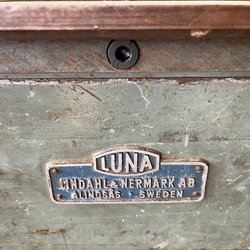 LUNA
LINDAHL & NERMARK AB
ALINGSÅS · SWEDEN